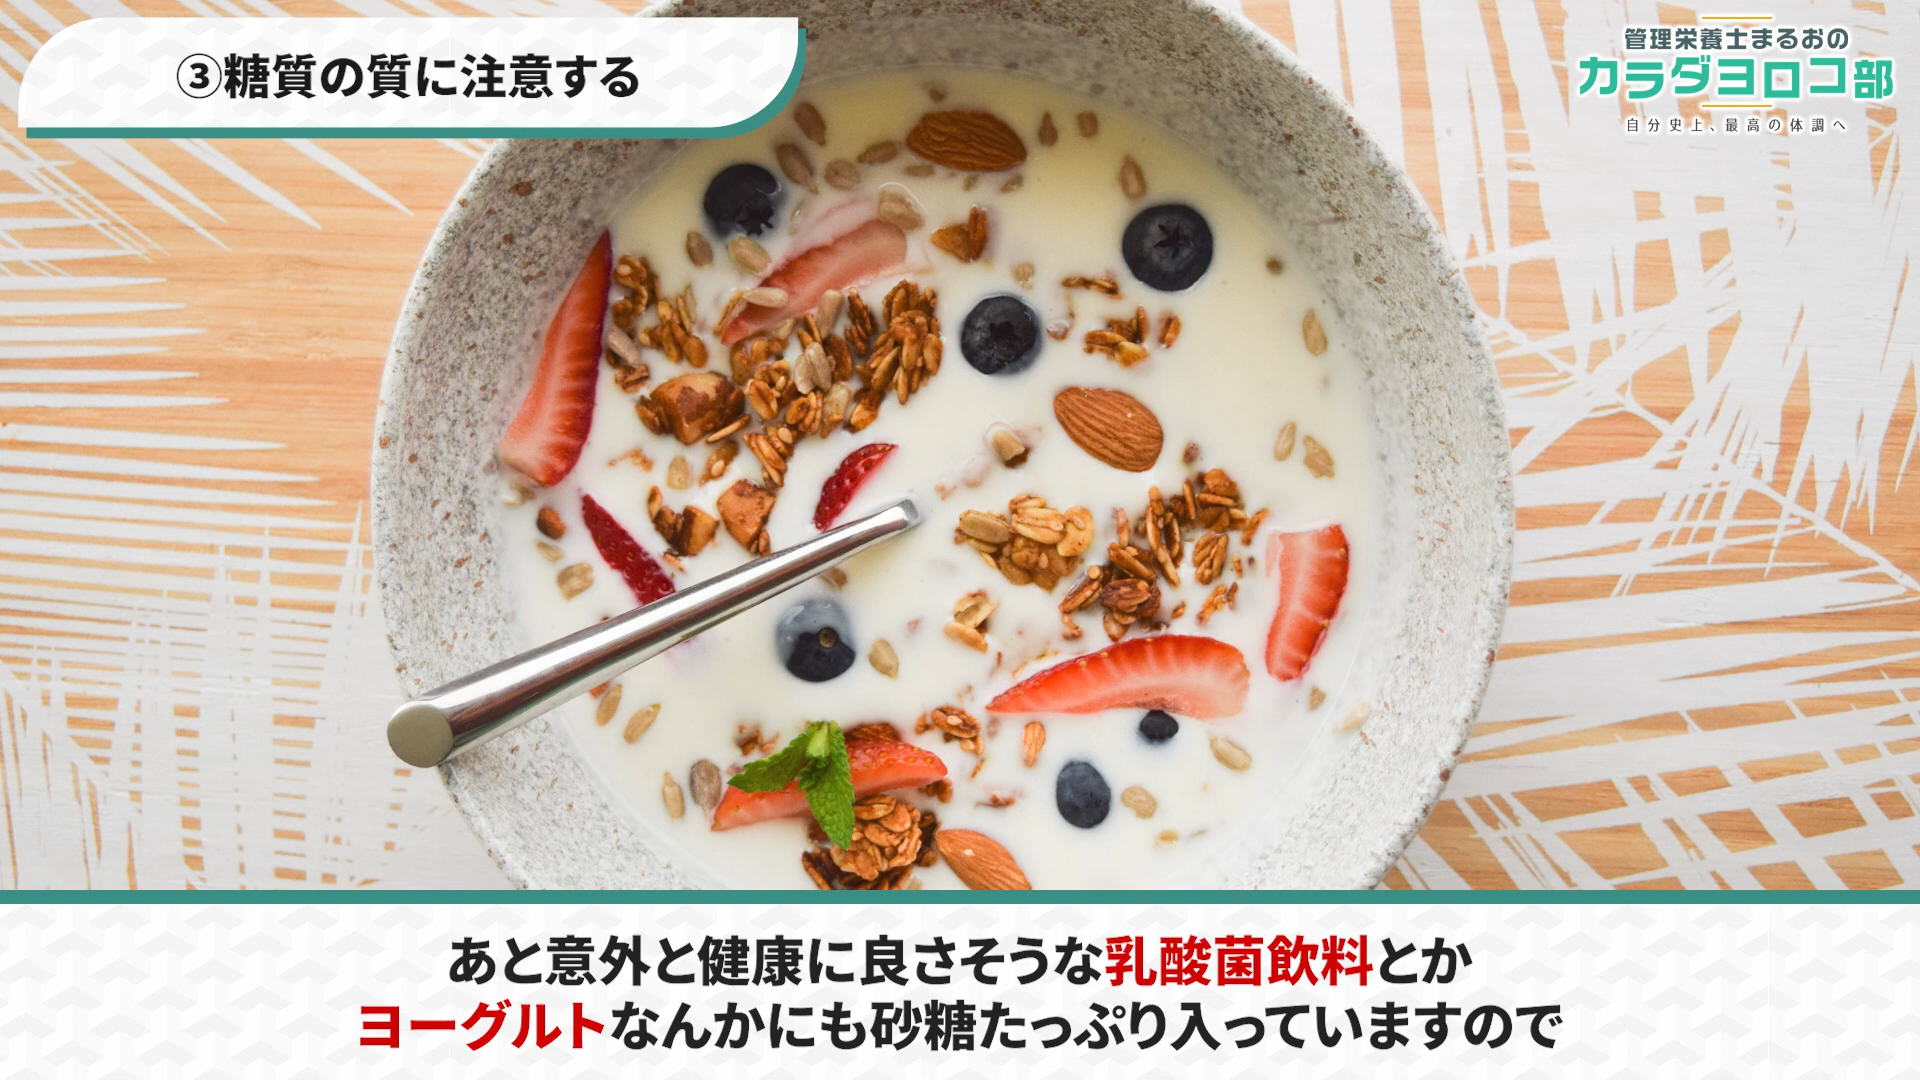 ③糖質の質に注意する
管理栄養士まるおの
カラダヨロコ部
自分史上、最高の体調へ
あと意外と健康に良さそうな乳酸菌飲料とか
ヨーグルトなんかにも砂糖たっぷり入っていますので